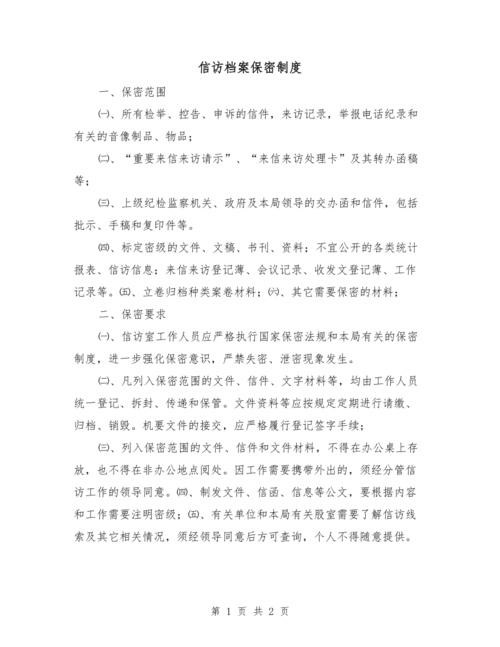 信访档案保密制度
一、保密范围
㈠、所有检举、控告、申诉的信件，来访记录，举报电话纪录和
有关的音像制品、物品；
㈡、“重要来信来访请示”、“来信来访处理卡”及其转办函稿
等；
㈢、上级纪检监察机关、政府及本局领导的交办函和信件，包括
批示、手稿和复印件等。
㈣、标定密级的文件、文稿、书刊、资料；不宜公开的各类统计
报表、信访信息；来信来访登记薄、会议记录、收发文登记薄、工作
记录等。㈤、立卷归档种类案卷材料；㈥、其它需要保密的材料；
二、保密要求
㈠、信访室工作人员应严格执行国家保密法规和本局有关的保密
制度，进一步强化保密意识，严禁失密、泄密现象发生。
㈡、凡列入保密范围的文件、信件、文字材料等，均由工作人员
统一登记、拆封、传递和保管。文件资料等应按规定定期进行请缴、
归档、销毁。机要文件的接交，应严格履行登记签字手续；
㈢、列入保密范围的文件、信件和文件材料，不得在办公桌上存
放，也不得在非办公地点阅处。因工作需要携带外出的，须经分管信
访工作的领导同意。㈣、制发文件、信函、信息等公文，要根据内容
和工作需要注明密级；㈤、有关单位和本局有关股室需要了解信访线
索及其它相关情况，须经领导同意后方可查询，个人不得随意提供。
第 1 页 共 2 页